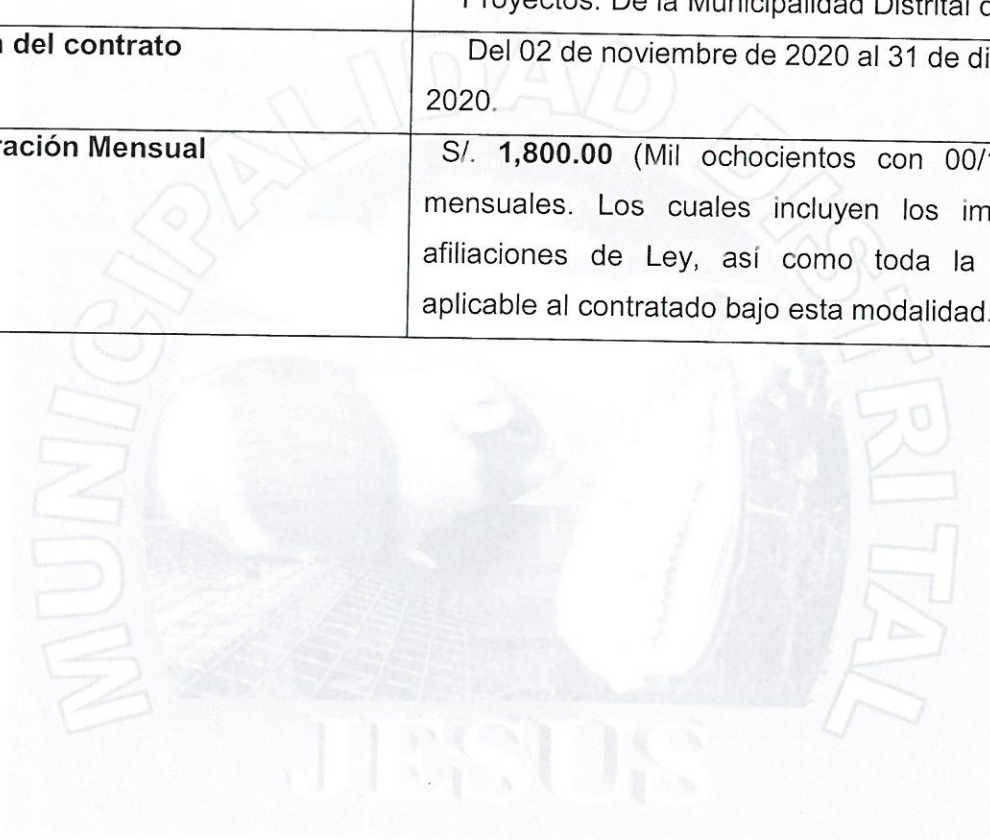 Proyectos. De la Municipalidad Distrital
del contrato
Del 02 de noviembre de 2020 al 31 de
2020.
ración Mensual
S/. 1,800.00 (Mil ochocientos con 00/
mensuales. Los cuales incluyen los im
afiliaciones de Ley, así como toda la
aplicable al contratado bajo esta modalidad.
MUNICIPALIDAD DISTRITAL
JESUS